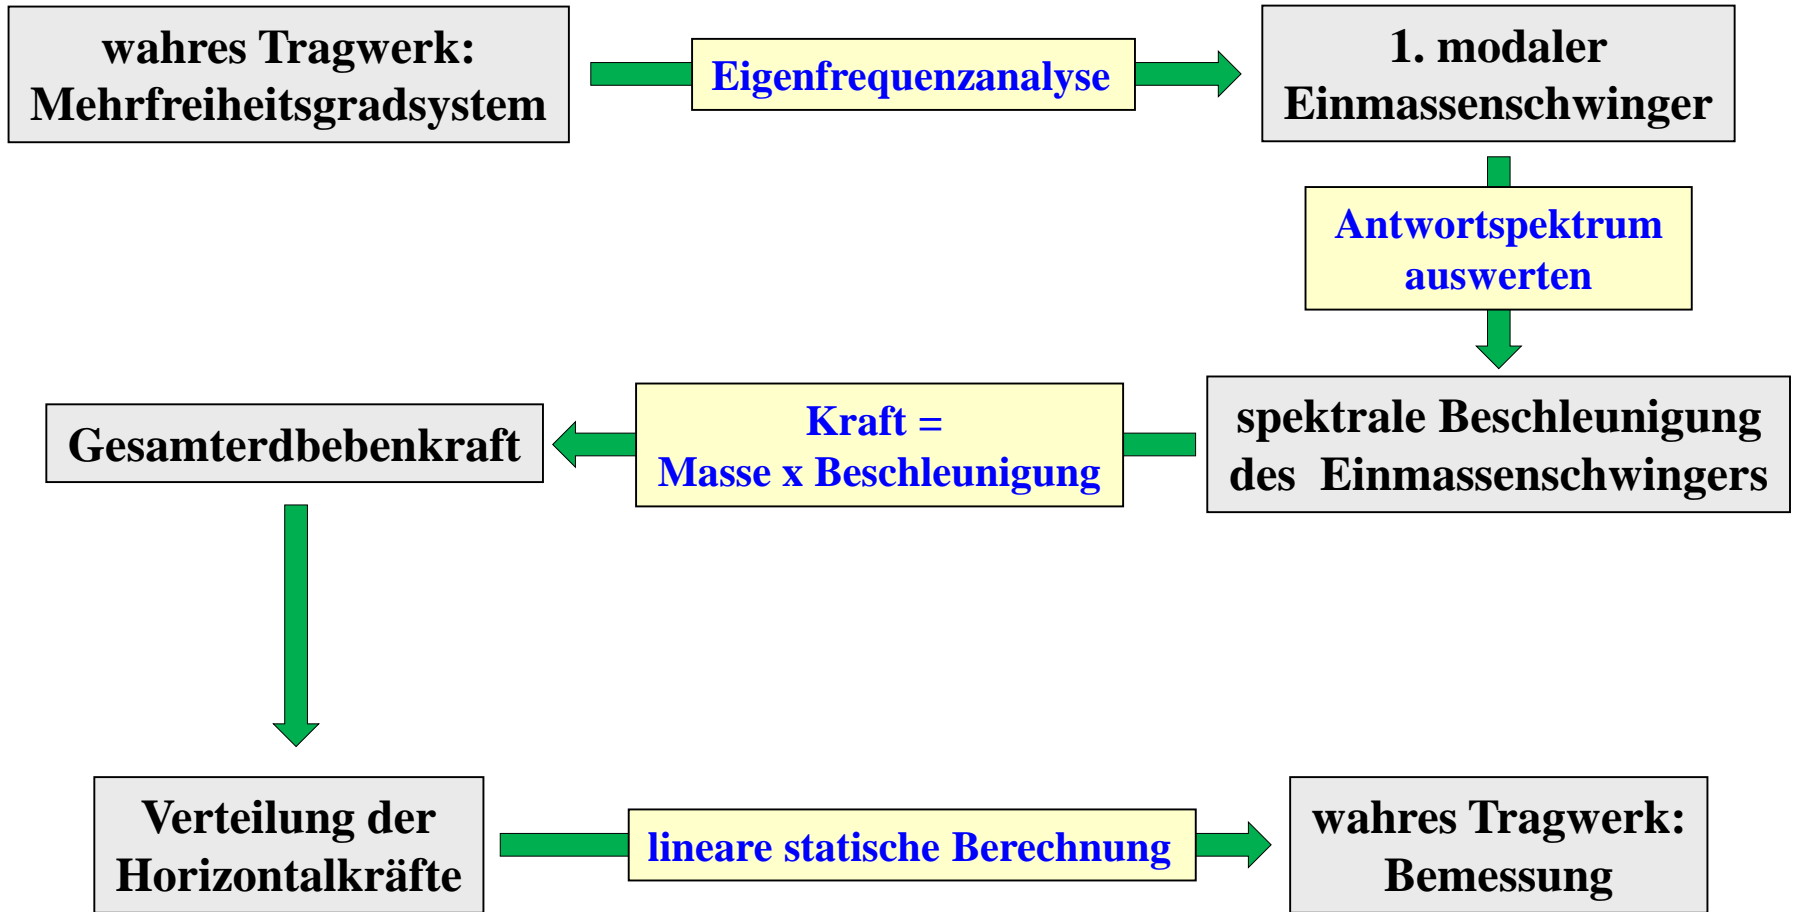 wahres Tragwerk:
Mehrfreiheitsgradsystem
Eigenfrequenzanalyse
1. modaler
Einmassenschwinger
Antwortspektrum
auswerten
spektrale Beschleunigung
des Einmassenschwingers
Kraft =
Masse x Beschleunigung
Gesamterdbebenkraft
Verteilung der
Horizontalkräfte
lineare statische Berechnung
wahres Tragwerk:
Bemessung